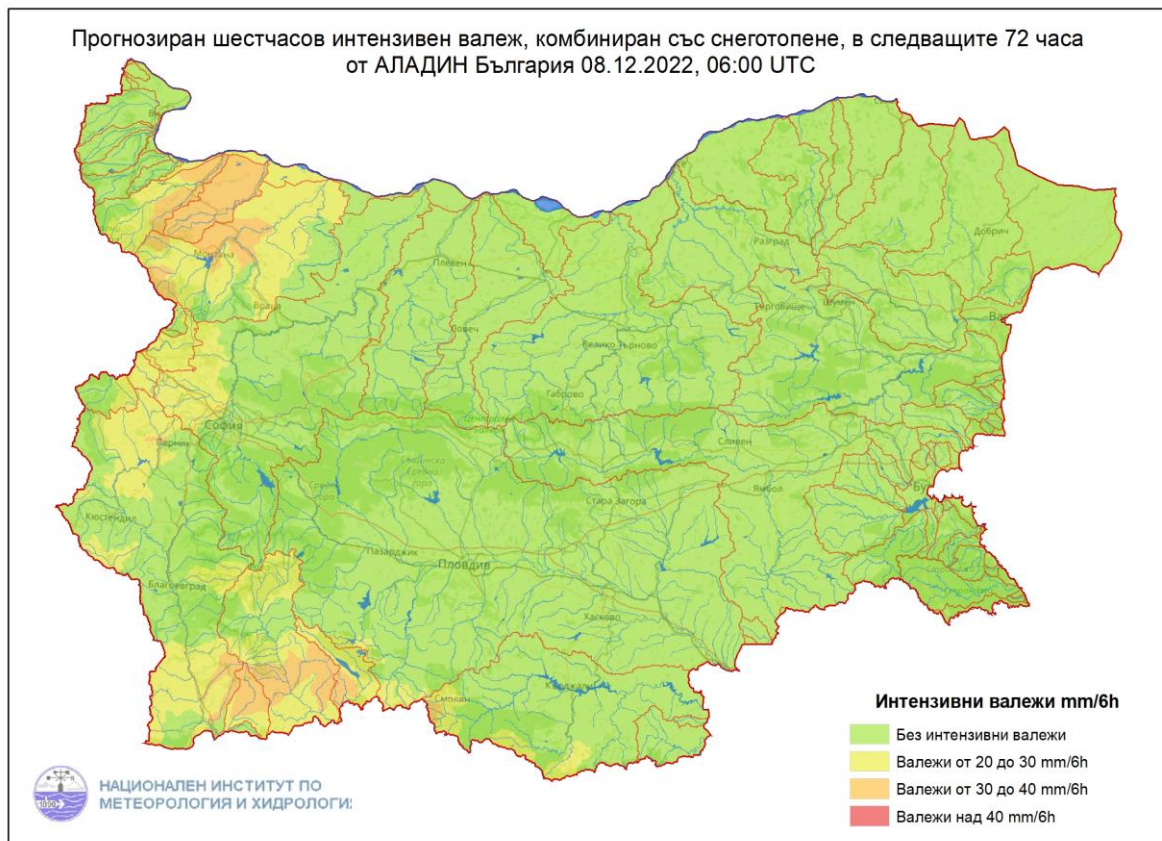 Прогнозиран шестчасов интензивен валеж, комбиниран със снеготопене, в следващите 72 часа
от АЛАДИН България 08.12.2022, 06:00 UTC
Монтана
Враца
Плевен
Ловеч
Велико Търново
Габрово
Разград
Търговище
Шумен
Добрич
София
Перник
Сливен
Ямбол
Стара Загора
Кюстендил
Благоевград
Пазарджик
Пловдив
Хасково
Смолян
Интензивни валежи mm/6h
Без интензивни валежи
Валежи от 20 до 30 mm/6h
Валежи от 30 до 40 mm/6h
Валежи над 40 mm/6h
НАЦИОНАЛЕН ИНСТИТУТ ПО
МЕТЕОРОЛОГИЯ И ХИДРОЛОГИ